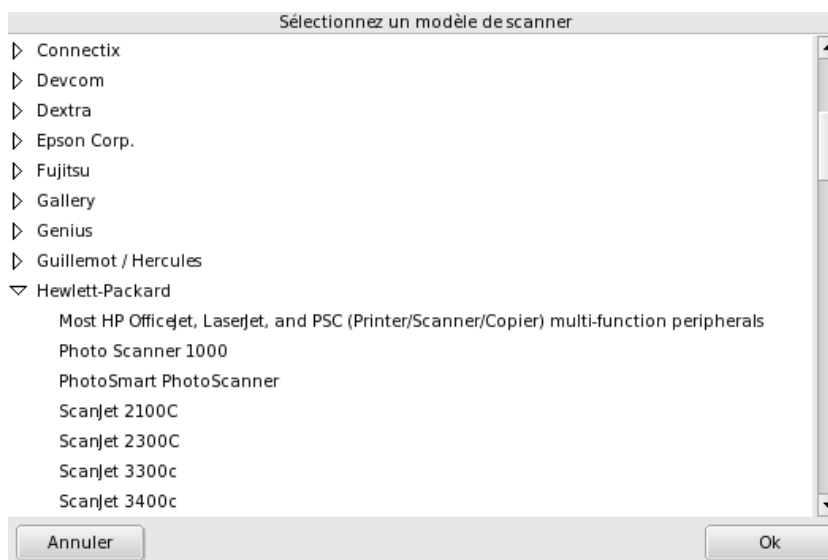 Sélectionnez un modèle de scanner
Connectix
Devcom
Dextra
Epson Corp.
Fujitsu
Gallery
Genius
Guillemot / Hercules
Hewlett-Packard
Most HP OfficeJet, LaserJet, and PSC (Printer/Scanner/Copier) multi-function peripherals
Photo Scanner 1000
PhotoSmart PhotoScanner
ScanJet 2100C
ScanJet 2300C
ScanJet 3300c
ScanJet 3400c
Annuler Ok